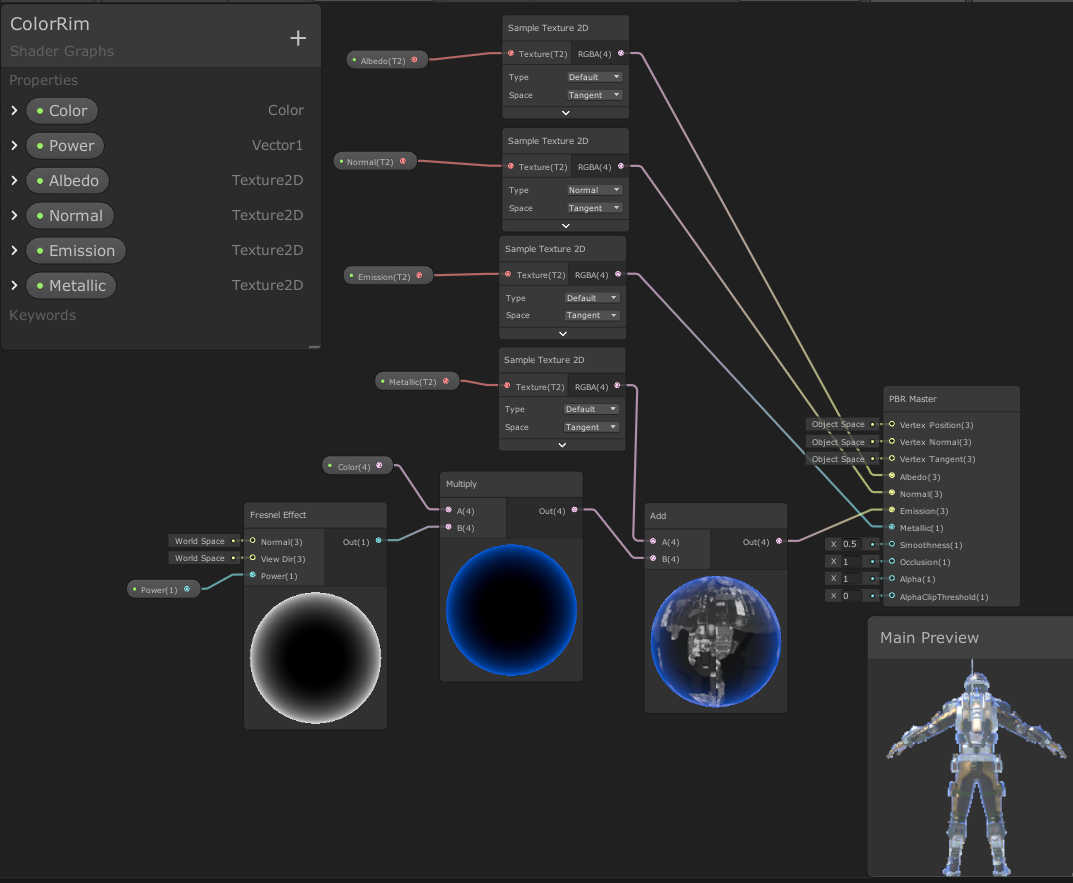 ColorRim
+
Shader Graphs
Properties
Color Color
Power Vector1
Albedo Texture2D
Normal Texture2D
Emission Texture2D
Metallic Texture2D
Keywords
Albedo(T2)
Sample Texture 2D
Texture(T2) RGBA(4)
Type Default
Space Tangent
Normal(T2)
Sample Texture 2D
Texture(T2) RGBA(4)
Type Normal
Space Tangent
Emission(T2)
Sample Texture 2D
Texture(T2) RGBA(4)
Type Default
Space Tangent
Metallic(T2)
Sample Texture 2D
Texture(T2) RGBA(4)
Type Default
Space Tangent
Color(4)
Multiply
A(4) Out(4)
B(4)
Fresnel Effect
World Space Normal(3) Out(1)
World Space View Dir(3)
Power(1) Power(1)
Add
A(4) Out(4)
B(4)
PBR Master
Object Space Vertex Position(3)
Object Space Vertex Normal(3)
Object Space Vertex Tangent(3)
Albedo(3)
Normal(3)
Emission(3)
Metallic(1)
X 0.5 Smoothness(1)
X 1 Occlusion(1)
X 1 Alpha(1)
X 0 AlphaClipThreshold(1)
Main Preview